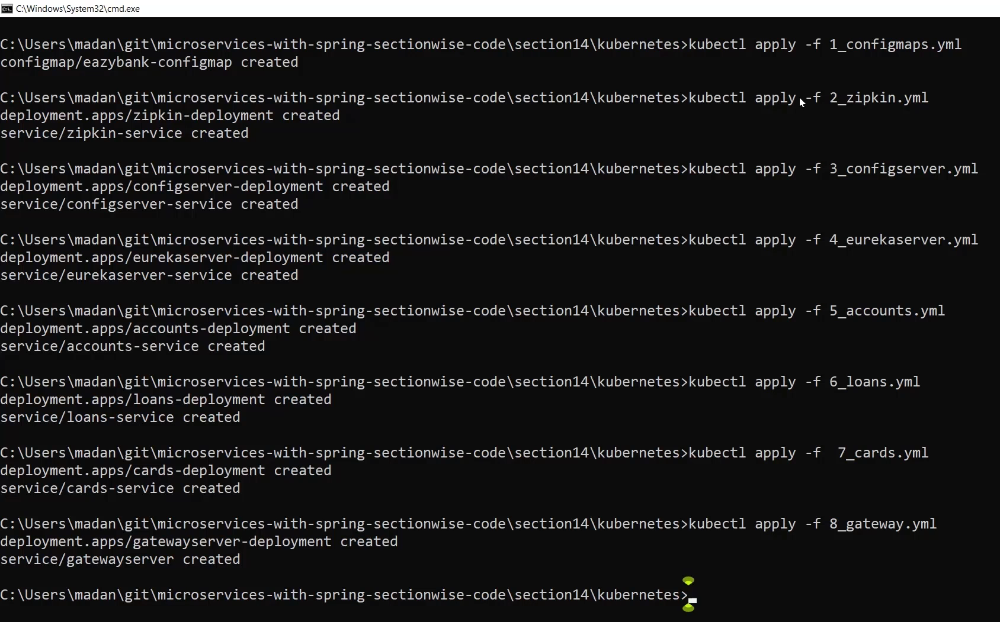 C:\Windows\System32\cmd.exe
C:\Users\madan\git\microservices-with-spring-sectionwise-code\section14\kubernetes>kubectl apply -f 1_configmaps.yml
configmap/eazybank-configmap created
C:\Users\madan\git\microservices-with-spring-sectionwise-code\section14\kubernetes>kubectl apply -f 2_zipkin.yml
deployment.apps/zipkin-deployment created
service/zipkin-service created
C:\Users\madan\git\microservices-with-spring-sectionwise-code\section14\kubernetes>kubectl apply -f 3_configserver.yml
deployment.apps/configserver-deployment created
service/configserver-service created
C:\Users\madan\git\microservices-with-spring-sectionwise-code\section14\kubernetes>kubectl apply -f 4_eurekaserver.yml
deployment.apps/eurekaserver-deployment created
service/eurekaserver-service created
C:\Users\madan\git\microservices-with-spring-sectionwise-code\section14\kubernetes>kubectl apply -f 5_accounts.yml
deployment.apps/accounts-deployment created
service/accounts-service created
C:\Users\madan\git\microservices-with-spring-sectionwise-code\section14\kubernetes>kubectl apply -f 6_loans.yml
deployment.apps/loans-deployment created
service/loans-service created
C:\Users\madan\git\microservices-with-spring-sectionwise-code\section14\kubernetes>kubectl apply -f  7_cards.yml
deployment.apps/cards-deployment created
service/cards-service created
C:\Users\madan\git\microservices-with-spring-sectionwise-code\section14\kubernetes>kubectl apply -f 8_gateway.yml
deployment.apps/gatewayserver-deployment created
service/gatewayserver created
C:\Users\madan\git\microservices-with-spring-sectionwise-code\section14\kubernetes>